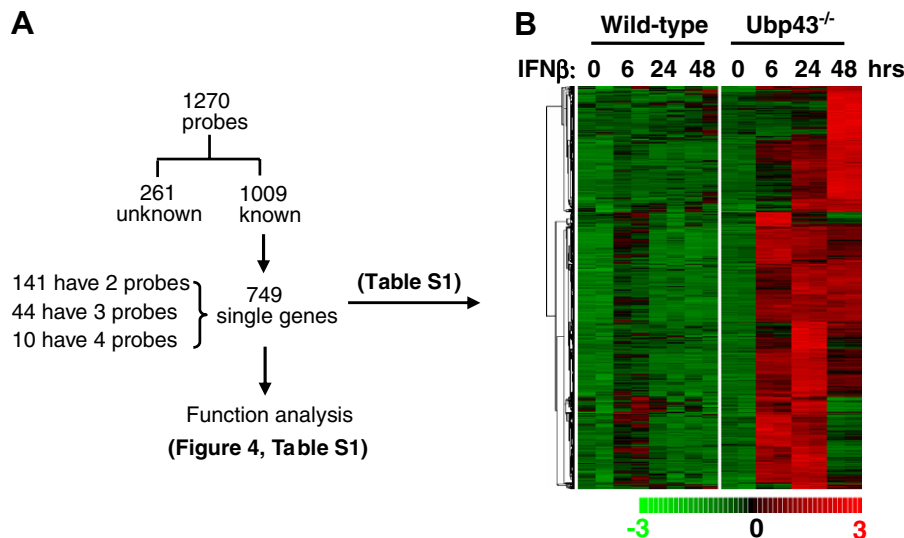 A
1270
probes
261
unknown
1009
known
141 have 2 probes
44 have 3 probes
10 have 4 probes
749
single genes
(Table S1)
Function analysis
(Figure 4, Table S1)
B
Wild-type Ubp43-/-
IFNβ: 0 6 24 48 0 6 24 48 hrs
-3 0 3